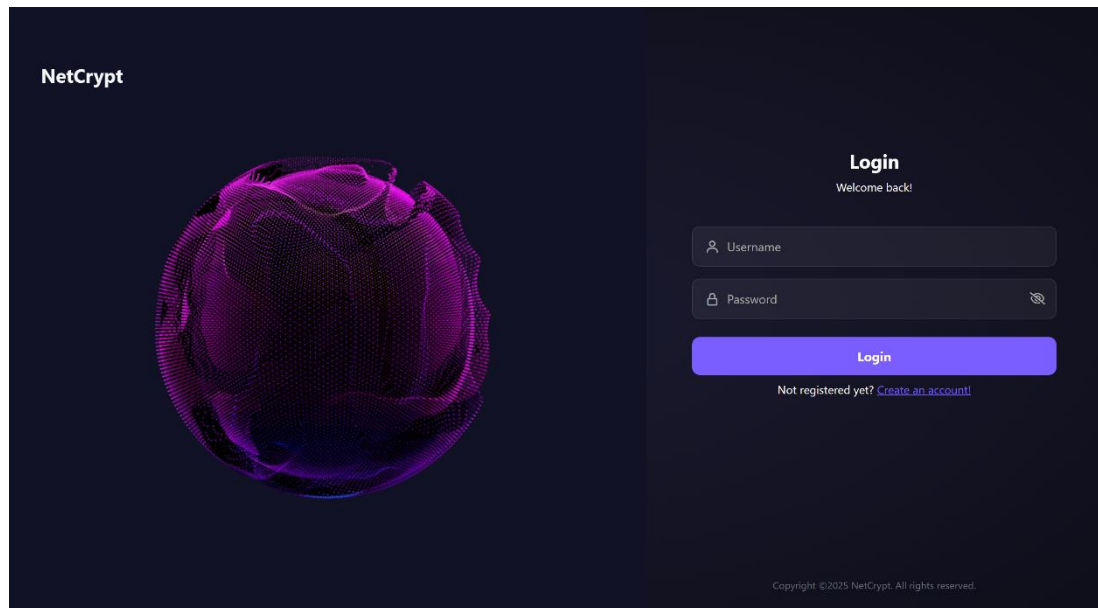 NetCrypt
Login
Welcome back!
Username
Password
Login
Not registered yet? Create an account!
Copyright ©2025 NetCrypt. All rights reserved.